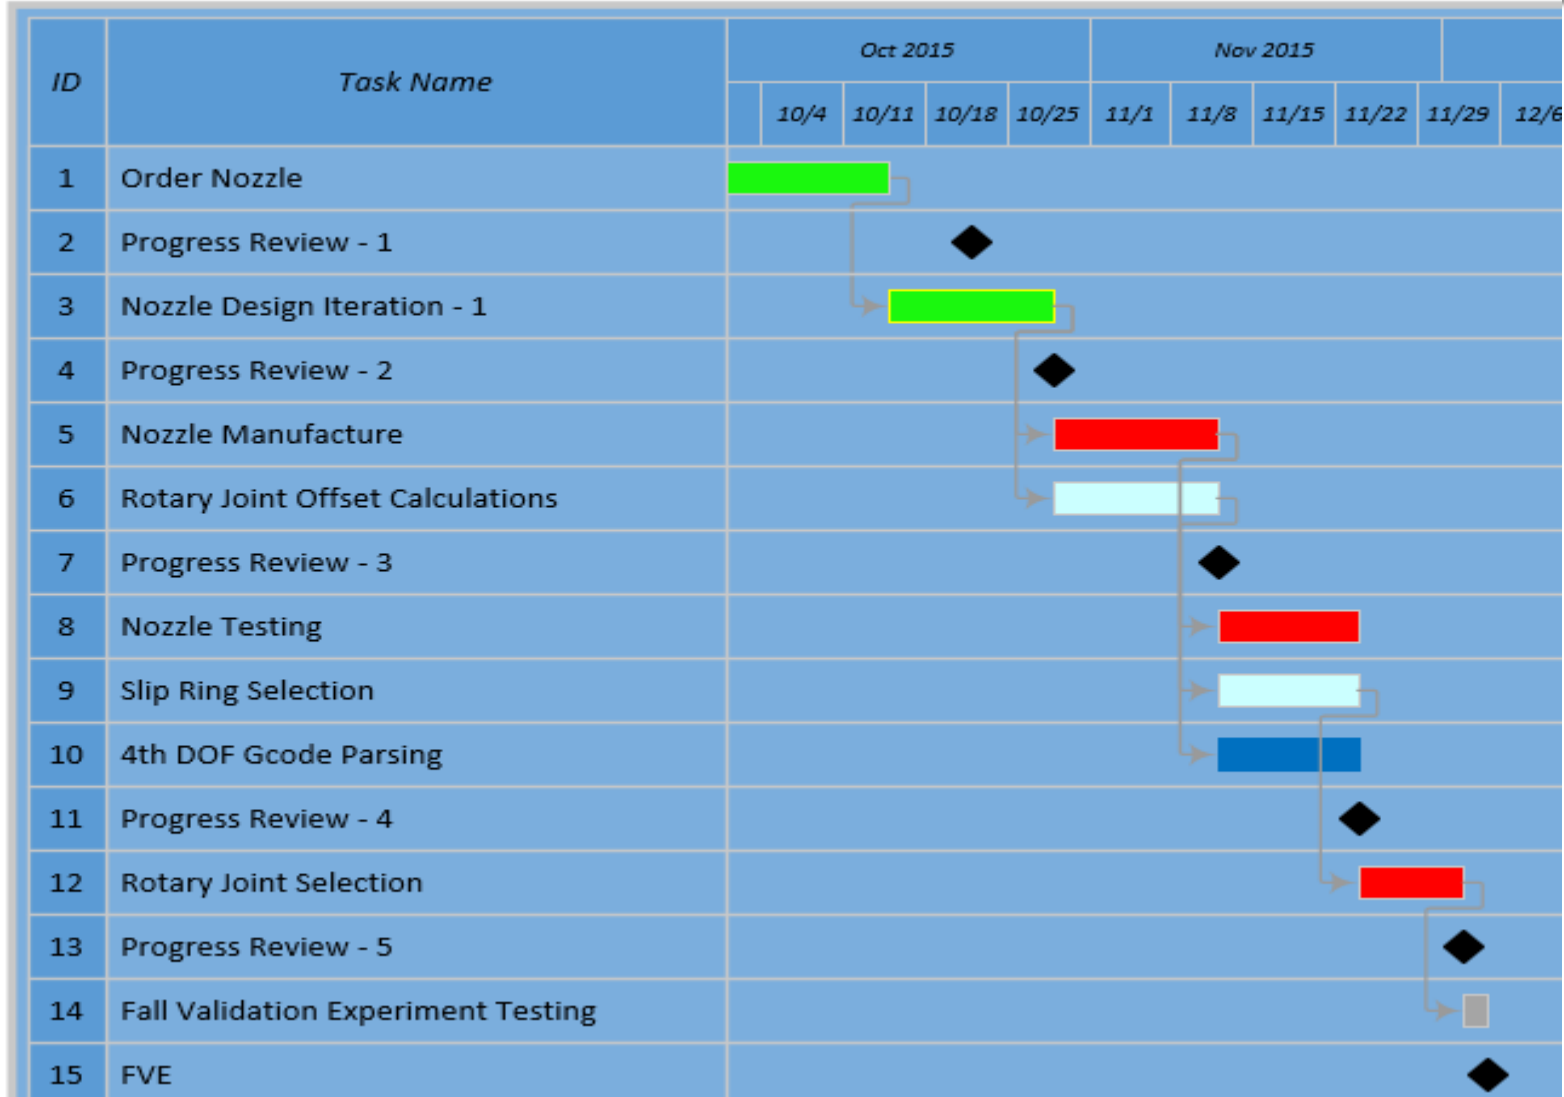 ID Task Name Oct 2015 Nov 2015
10/4 10/11 10/18 10/25 11/1 11/8 11/15 11/22 11/29 12/6
1 Order Nozzle
2 Progress Review - 1
3 Nozzle Design Iteration - 1
4 Progress Review - 2
5 Nozzle Manufacture
6 Rotary Joint Offset Calculations
7 Progress Review - 3
8 Nozzle Testing
9 Slip Ring Selection
10 4th DOF Gcode Parsing
11 Progress Review - 4
12 Rotary Joint Selection
13 Progress Review - 5
14 Fall Validation Experiment Testing
15 FVE